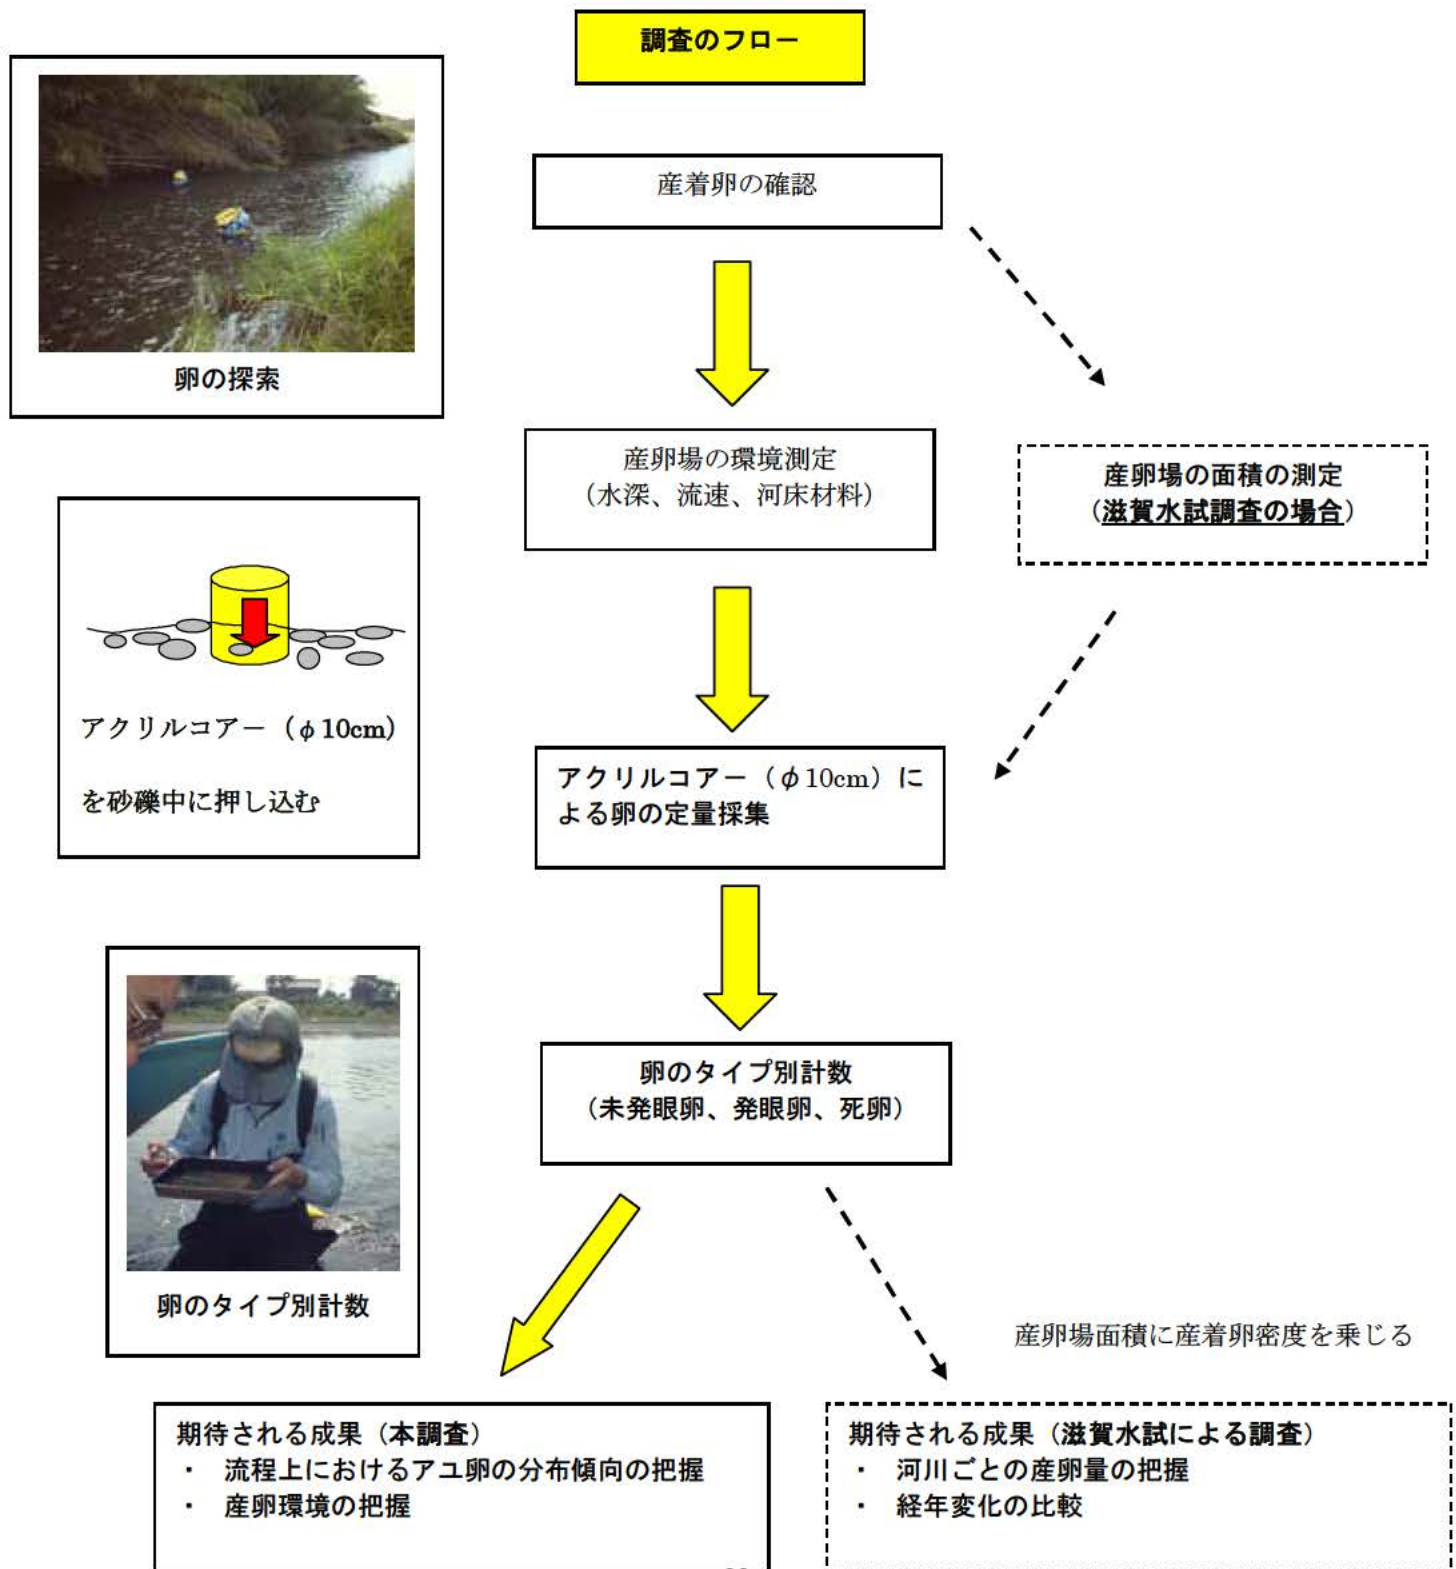 調査のフロー
産着卵の確認
卵の探索
産卵場の環境測定
（水深、流速、河床材料）
産卵場の面積の測定
（滋賀水試調査の場合）
アクリルコアー（φ10cm）
を砂礫中に押し込む
アクリルコアー（φ10cm）に
よる卵の定量採集
卵のタイプ別計数
（未発眼卵、発眼卵、死卵）
卵のタイプ別計数
産卵場面積に産着卵密度を乗じる
期待される成果（本調査）
・ 流程上におけるアユ卵の分布傾向の把握
・ 産卵環境の把握
期待される成果（滋賀水試による調査）
・ 河川ごとの産卵量の把握
・ 経年変化の比較